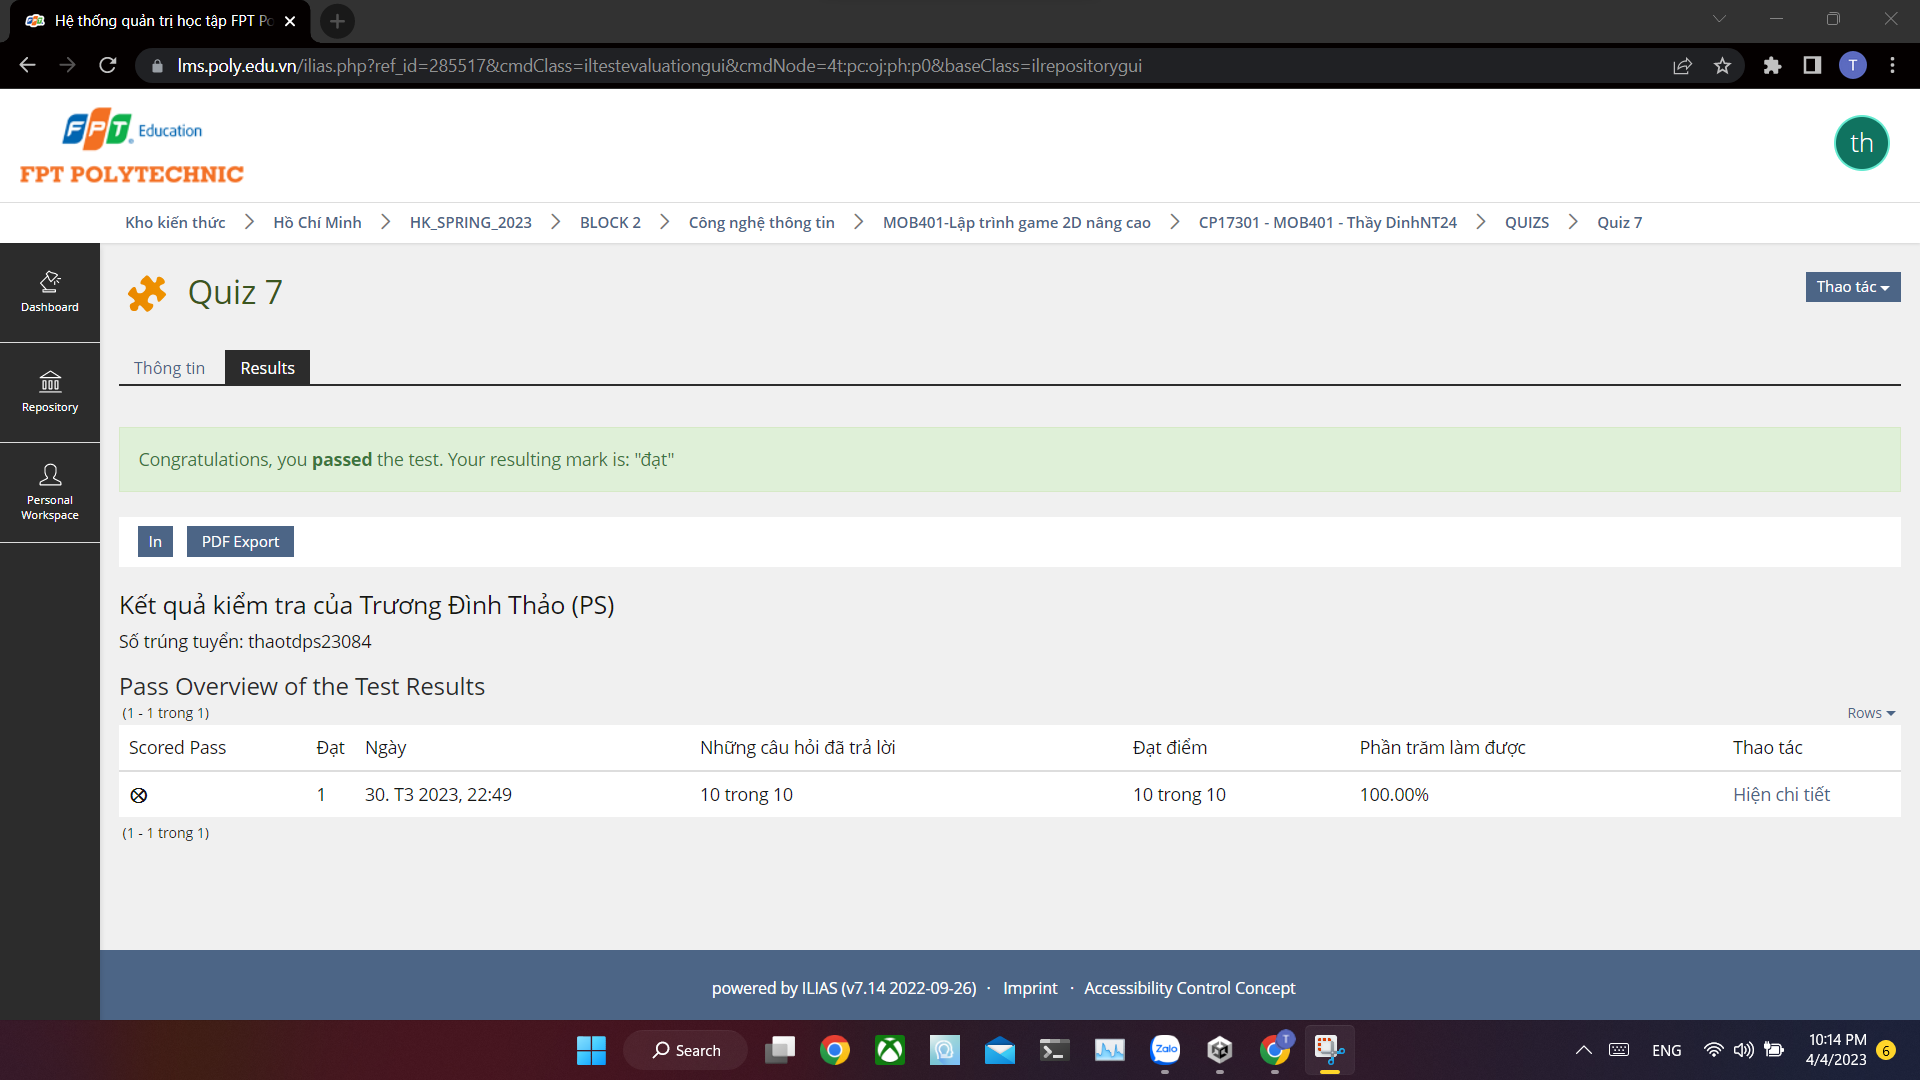 Hệ thống quản trị học tập FPT Po
lms.poly.edu.vn/ilias.php?ref_id=285517&cmdClass=iltestevaluationgui&cmdNode=4t:pc:oj:ph:p0&baseClass=ilrepositorygui
T
FPT Education
FPT POLYTECHNIC
th
Kho kiến thức Hồ Chí Minh HK_SPRING_2023 BLOCK 2 Công nghệ thông tin MOB401-Lập trình game 2D nâng cao CP17301 - MOB401 - Thầy DinhNT24 QUIZS Quiz 7
Dashboard
Repository
Personal
Workspace
Quiz 7
Thao tác
Thông tin Results
Congratulations, you passed the test. Your resulting mark is: "đạt"
In PDF Export
Kết quả kiểm tra của Trương Đình Thảo (PS)
Số trúng tuyển: thaotdps23084
Pass Overview of the Test Results
(1 - 1 trong 1) Rows
Scored Pass Đạt Ngày Những câu hỏi đã trả lời Đạt điểm Phần trăm làm được Thao tác
1 30. T3 2023, 22:49 10 trong 10 10 trong 10 100.00% Hiện chi tiết
(1 - 1 trong 1)
powered by ILIAS (v7.14 2022-09-26) · Imprint · Accessibility Control Concept
Search Zalo T ENG 10:14 PM
4/4/2023 6